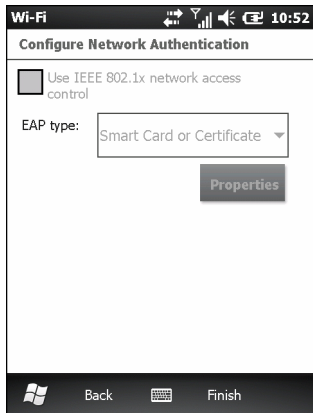 Wi-Fi 10:52
Configure Network Authentication
Use IEEE 802.1x network access
control
EAP type:
Smart Card or Certificate
Properties
Back Finish